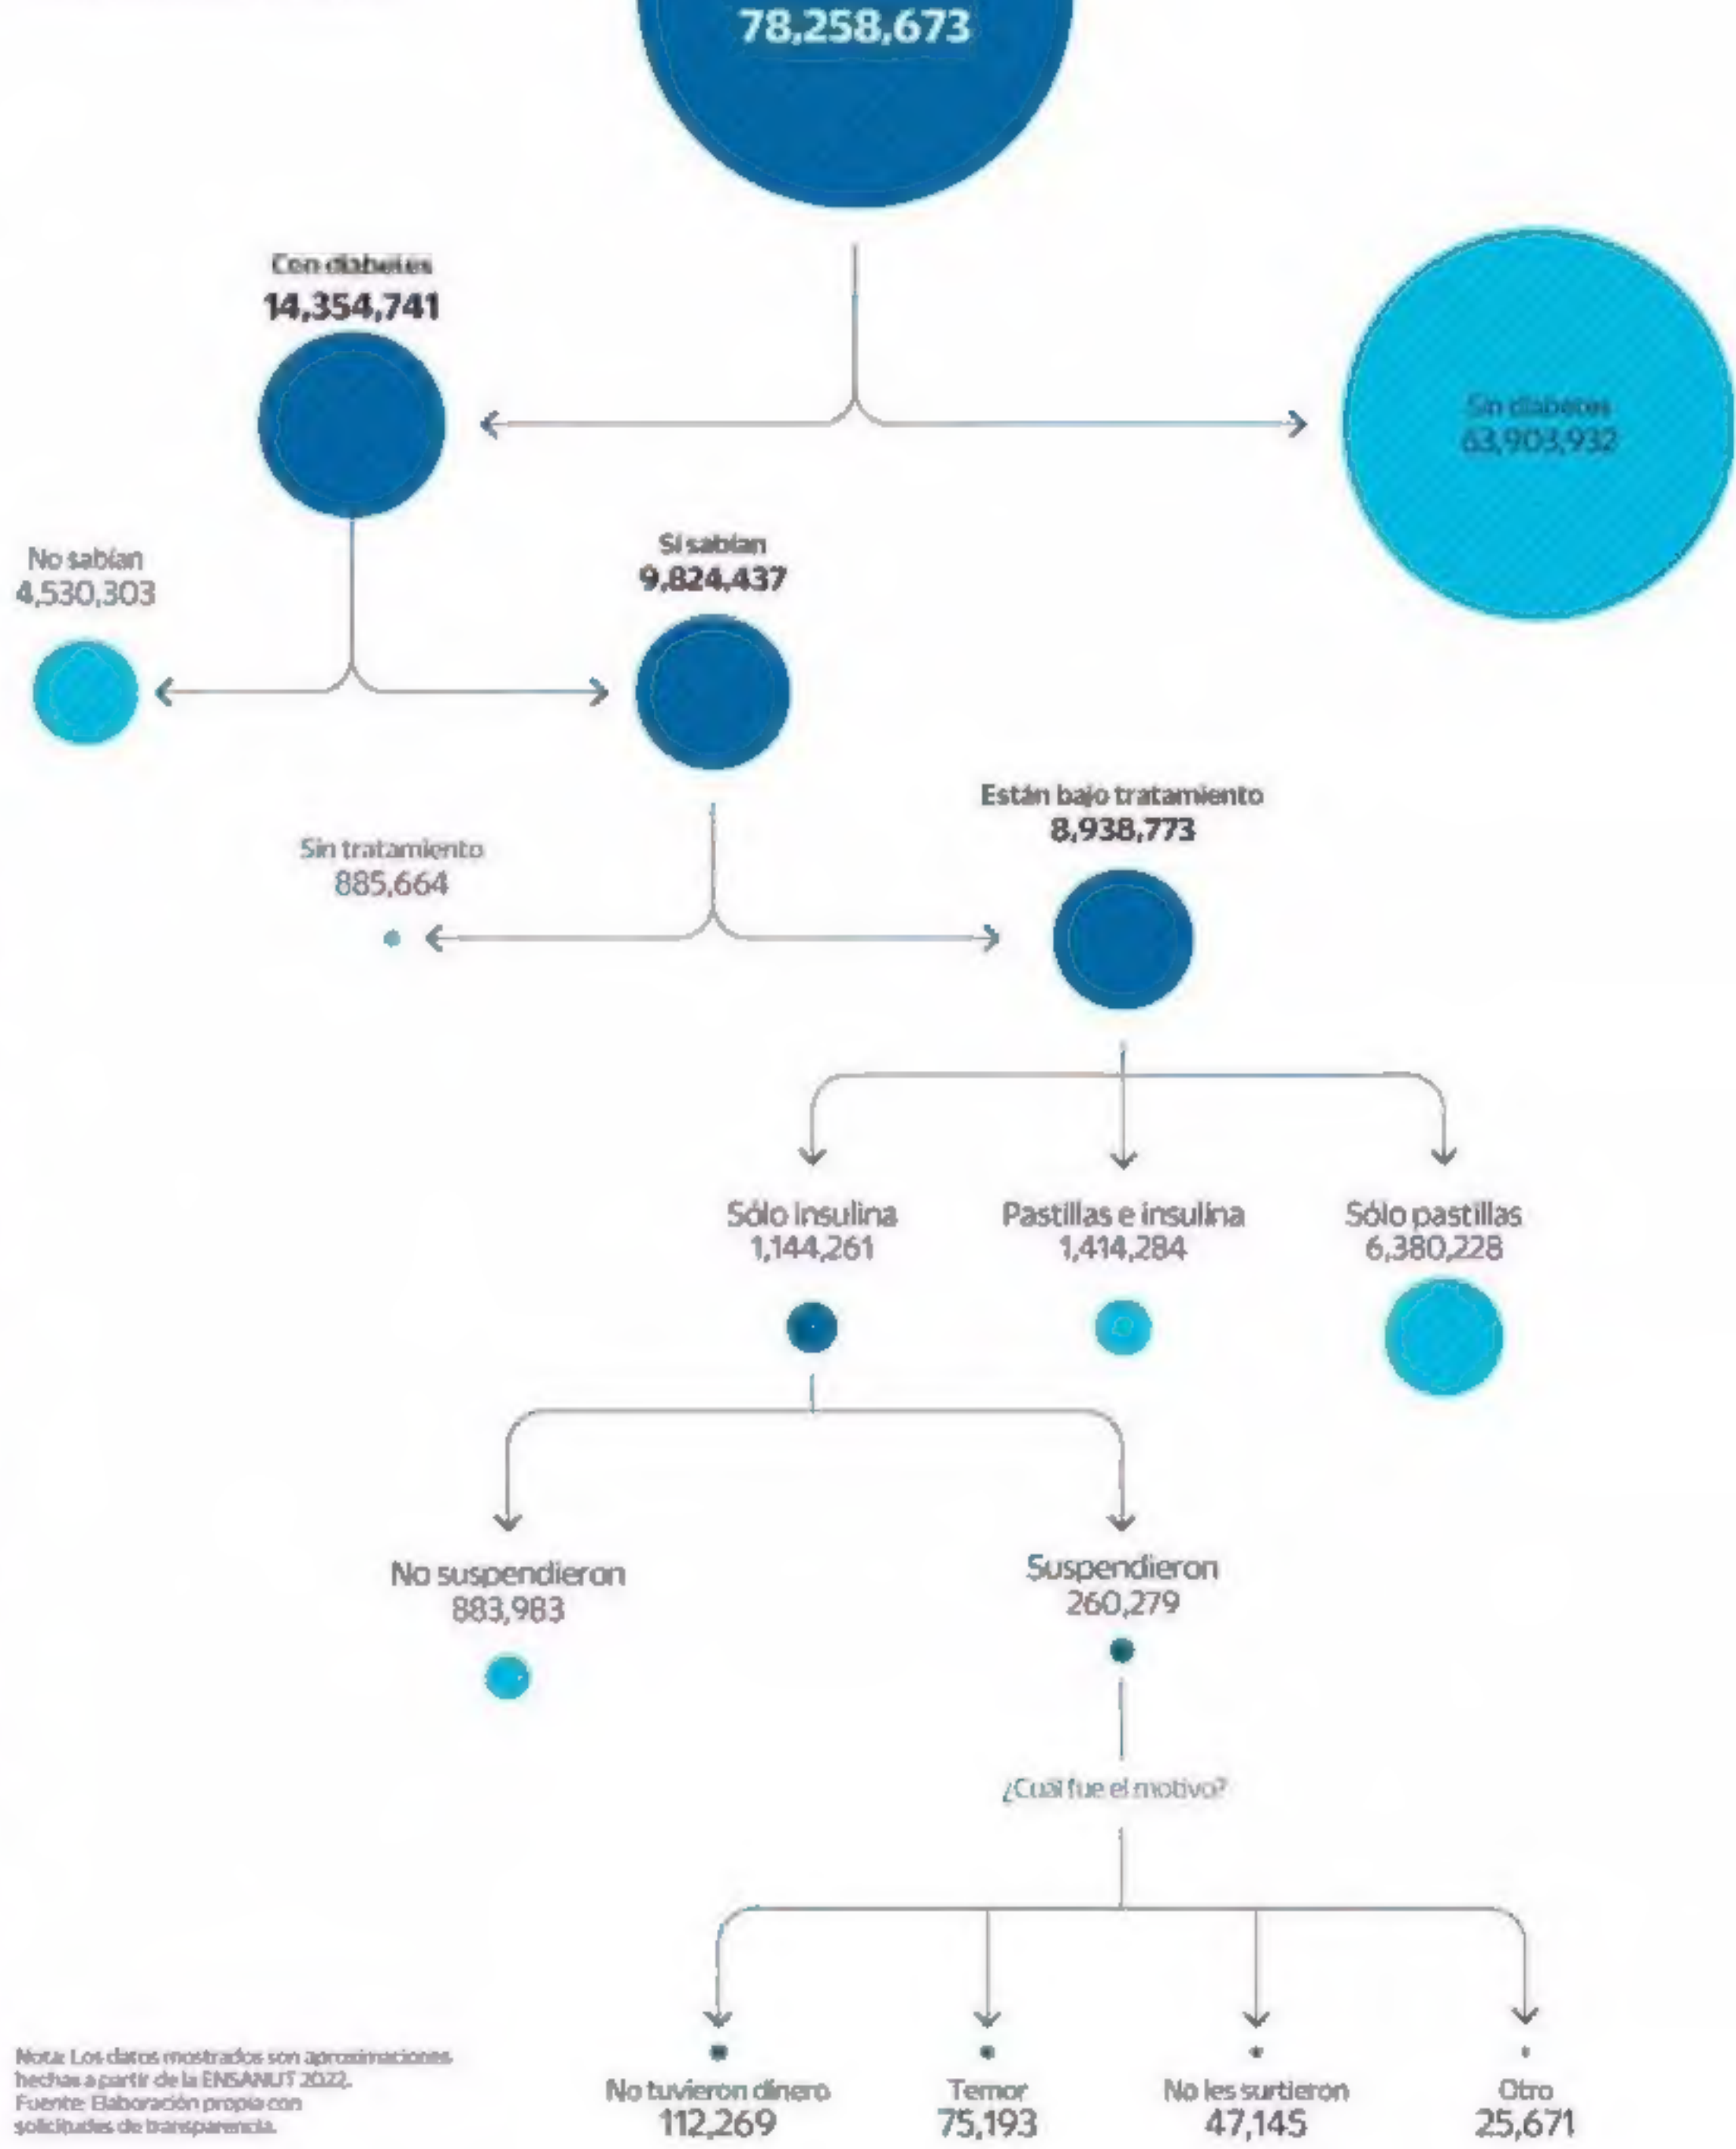 78,258,673
Con diabetes
14,354,741
Sin diabetes
63,903,932
No sabían
4,530,303
Sí sabían
9,824,437
Están bajo tratamiento
8,938,773
Sin tratamiento
885,664
Sólo insulina
1,144,261
Pastillas e insulina
1,414,284
Sólo pastillas
6,380,228
No suspendieron
883,983
Suspendieron
260,279
¿Cuál fue el motivo?
No tuvieron dinero
112,269
Temor
75,193
No les surtieron
47,145
Otro
25,671
Nota: Los datos mostrados son aproximaciones
hechas a partir de la ENSANUT 2022.
Fuente: Elaboración propia con
solicitudes de transparencia.